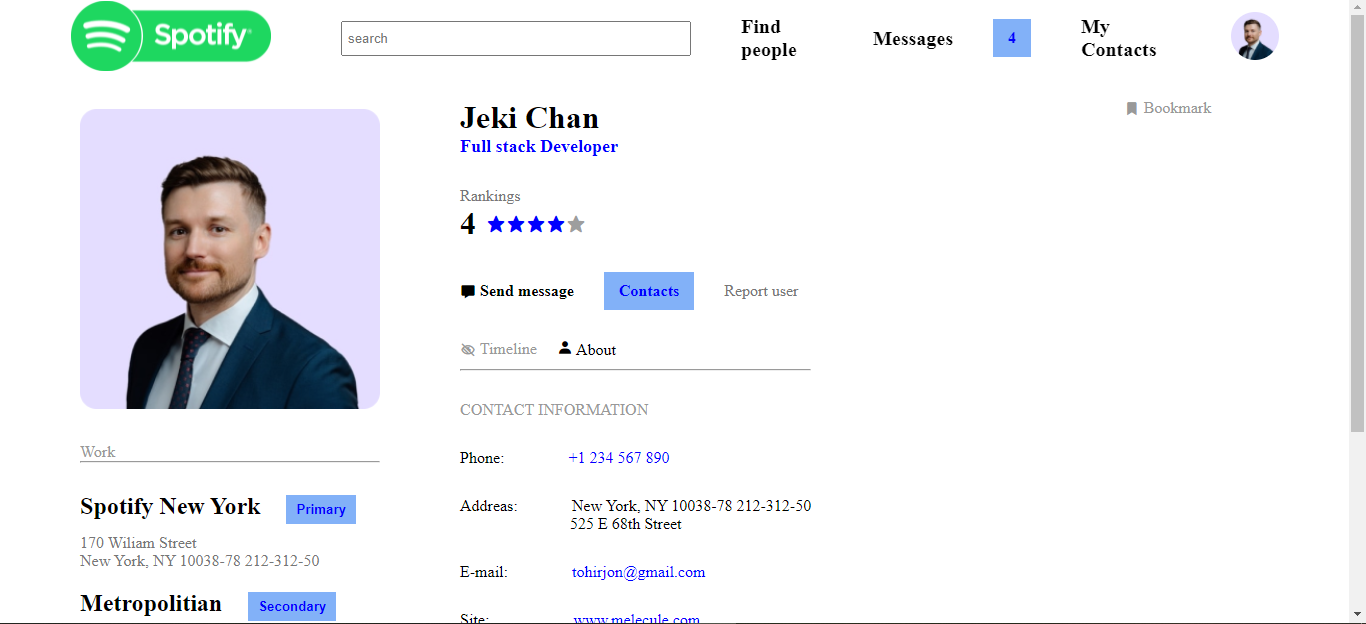 Spotify
search
Find
people
Messages
4
My
Contacts
Jeki Chan
Bookmark
Full stack Developer
Rankings
4
Send message
Contacts
Report user
Timeline
About
CONTACT INFORMATION
Phone:
+1 234 567 890
Addreas:
New York, NY 10038-78 212-312-50
525 E 68th Street
E-mail:
tohirjon@gmail.com
Site:
www.melecule.com
Work
Spotify New York
Primary
170 Wiliam Street
New York, NY 10038-78 212-312-50
Metropolitian
Secondary